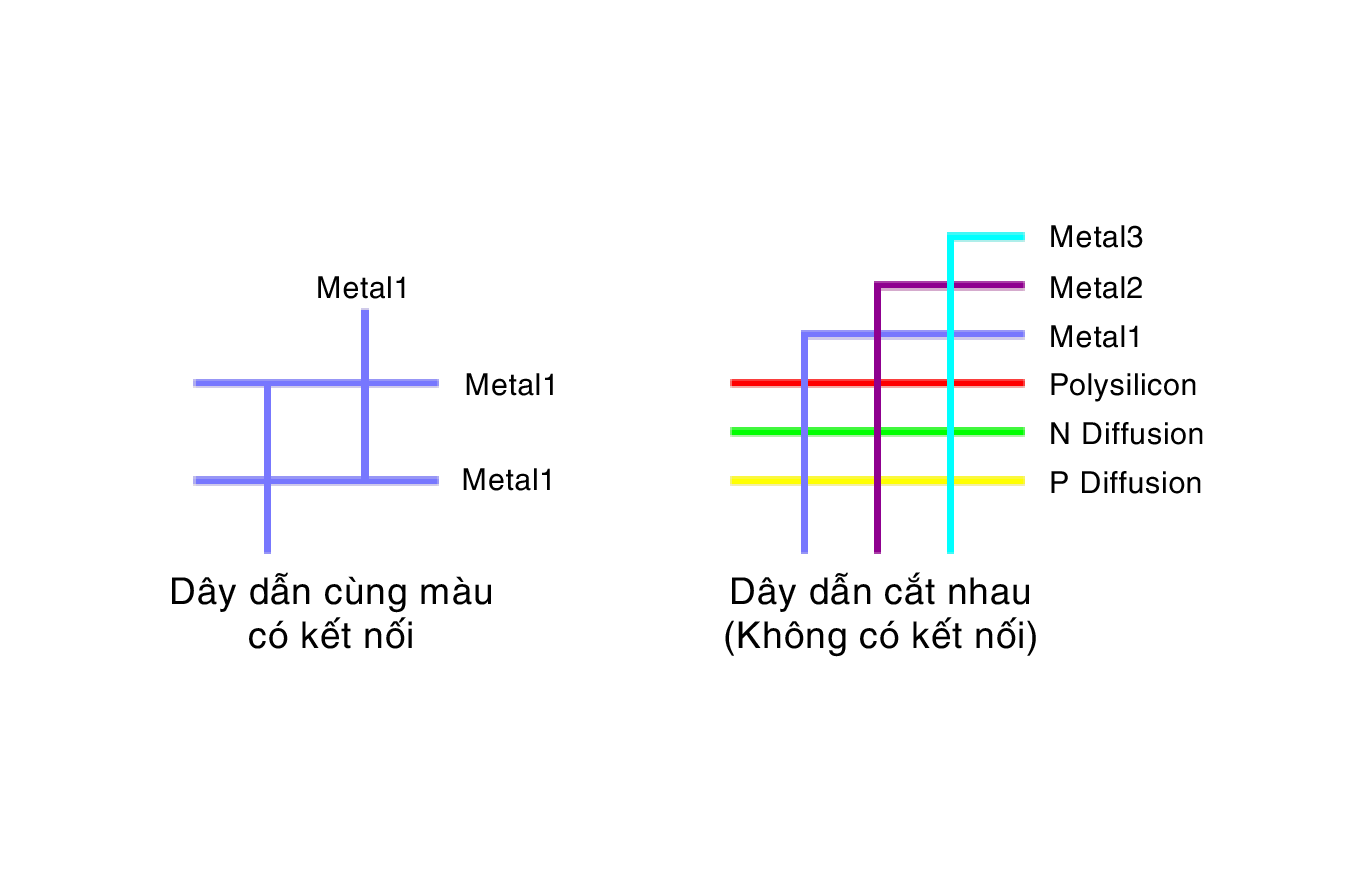 Metal1
Metal1
Metal1
Dây dẫn cùng màu
có kết nối
Metal3
Metal2
Metal1
Polysilicon
N Diffusion
P Diffusion
Dây dẫn cắt nhau
(Không có kết nối)